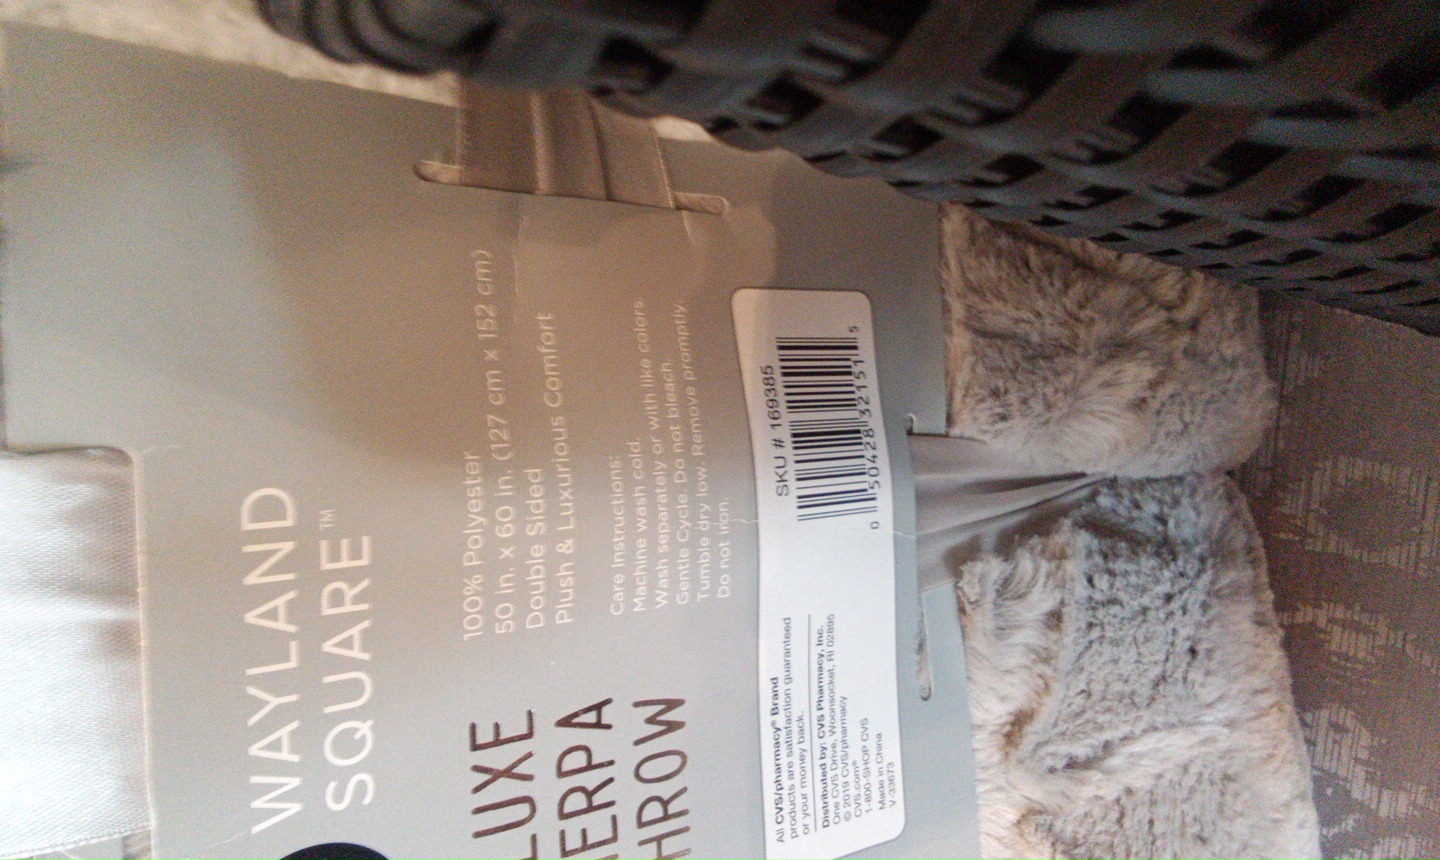 WAYLAND
SQUARE™
LUXE
HERPA
HROW
100% Polyester
50 in. x 60 in. (127 cm x 152 cm)
Double Sided
Plush & Luxurious Comfort
Care Instructions:
Machine wash cold.
Wash separately or with like colors.
Gentle Cycle. Do not bleach.
Tumble dry low. Remove promptly.
Do not iron.
All CVS/pharmacy® Brand
products are satisfaction guaranteed
or your money back.
Distributed by: CVS Pharmacy, Inc.
One CVS Drive, Woonsocket, RI 02895
© 2019 CVS/pharmacy
CVS.com®
1-800-SHOP CVS
Made in China
V-33673
SKU # 169385
0 50428 32151 5